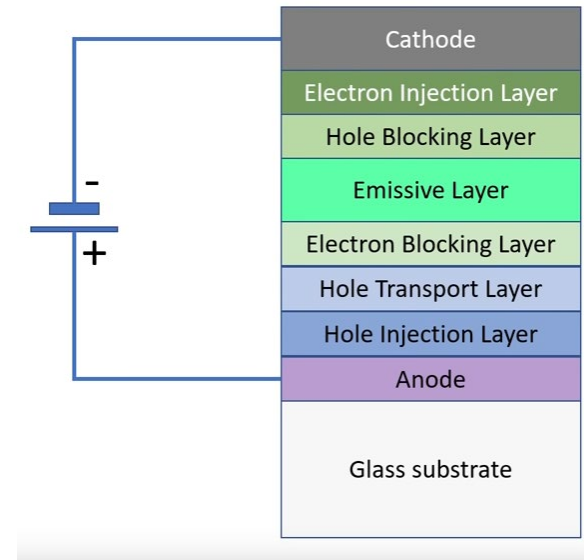 Cathode
Electron Injection Layer
Hole Blocking Layer
Emissive Layer
-
Electron Blocking Layer
+
Hole Transport Layer
Hole Injection Layer
Anode
Glass substrate